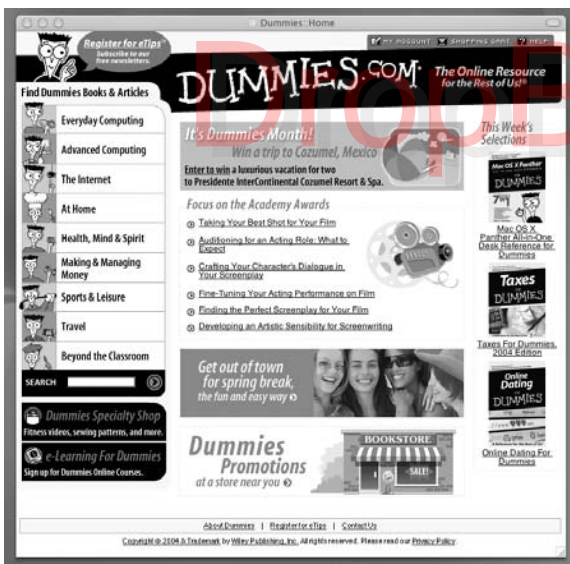 Dummies::Home
Register for eTips™
Subscribe to our
free newsletters.
MY ACCOUNT SHOPPING CART ? HELP
DUMMIES.COM®
The Online Resource
for the Rest of Us!®
DropB
Find Dummies Books & Articles
Everyday Computing
Advanced Computing
The Internet
At Home
Health, Mind & Spirit
Making & Managing
Money
Sports & Leisure
Travel
Beyond the Classroom
SEARCH
Dummies Specialty Shop
Fitness videos, sewing patterns, and more.
e-Learning For Dummies
Sign up for Dummies Online Courses.
It's Dummies Month!
Win a trip to Cozumel, Mexico
Enter to win a luxurious vacation for two
to Presidente InterContinental Cozumel Resort & Spa.
Focus on the Academy Awards
Taking Your Best Shot for Your Film
Auditioning for an Acting Role: What to
Expect
Crafting Your Character's Dialogue in
Your Screenplay
Fine-Tuning Your Acting Performance on Film
Finding the Perfect Screenplay for Your Film
Developing an Artistic Sensibility for Screenwriting
Get out of town
for spring break,
the fun and easy way
Dummies
Promotions
at a store near you
BOOKSTORE
SALE!
This Week's
Selections
Mac OS X Panther
DUMMIES
Mac OS X
Panther All-in-One
Desk Reference for
Dummies
Taxes
DUMMIES
Taxes For Dummies,
2004 Edition
Online
Dating
DUMMIES
Online Dating For
Dummies
About Dummies | Register for eTips | Contact Us
Copyright © 2004 & Trademark by Wiley Publishing, Inc. All rights reserved. Please read our Privacy Policy.